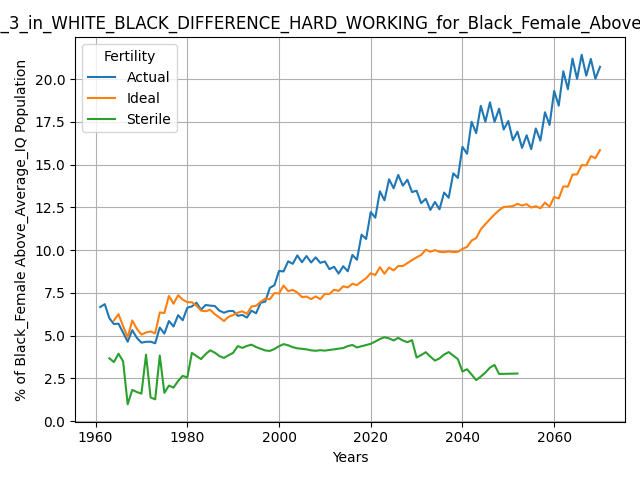 _3_in_WHITE_BLACK_DIFFERENCE_HARD_WORKING_for_Black_Female_Above
% of Black_Female Above_Average_IQ Population
Fertility
Actual
Ideal
Sterile
20.0
17.5
15.0
12.5
10.0
7.5
5.0
2.5
0.0
1960 1980 2000 2020 2040 2060
Years